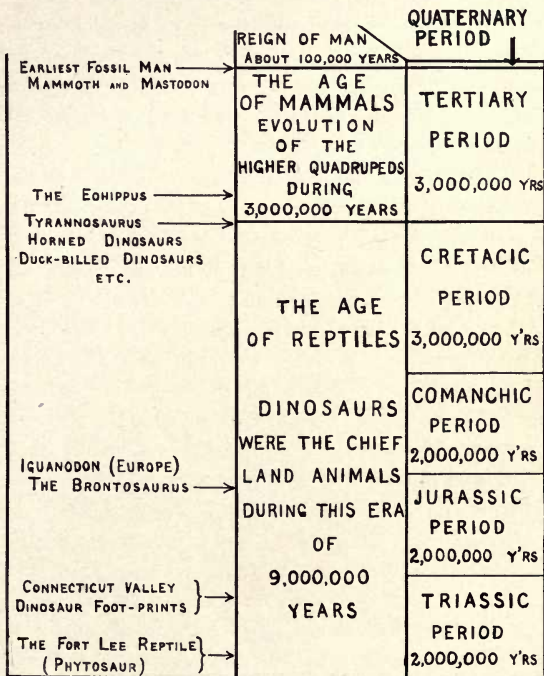 QUATERNARY
PERIOD
REIGN OF MAN
ABOUT 100,000 YEARS
EARLIEST FOSSIL MAN
MAMMOTH AND MASTODON
THE AGE
OF MAMMALS
EVOLUTION
OF THE
HIGHER QUADRUPEDS
DURING
3,000,000 YEARS
TERTIARY
PERIOD
3,000,000 YRS
THE EOHIPPUS
TYRANNOSAURUS
HORNED DINOSAURS
DUCK-BILLED DINOSAURS
ETC.
THE AGE
OF REPTILES
DINOSAURS
WERE THE CHIEF
LAND ANIMALS
DURING THIS ERA
OF
9,000,000
YEARS
CRETACIC
PERIOD
3,000,000 Y'RS
COMANCHIC
PERIOD
2,000,000 Y'RS
IGUANODON (EUROPE)
THE BRONTOSAURUS
JURASSIC
PERIOD
2,000,000 Y'RS
CONNECTICUT VALLEY
DINOSAUR FOOT-PRINTS
THE FORT LEE REPTILE
(PHYTOSAUR)
TRIASSIC
PERIOD
2,000,000 Y'RS